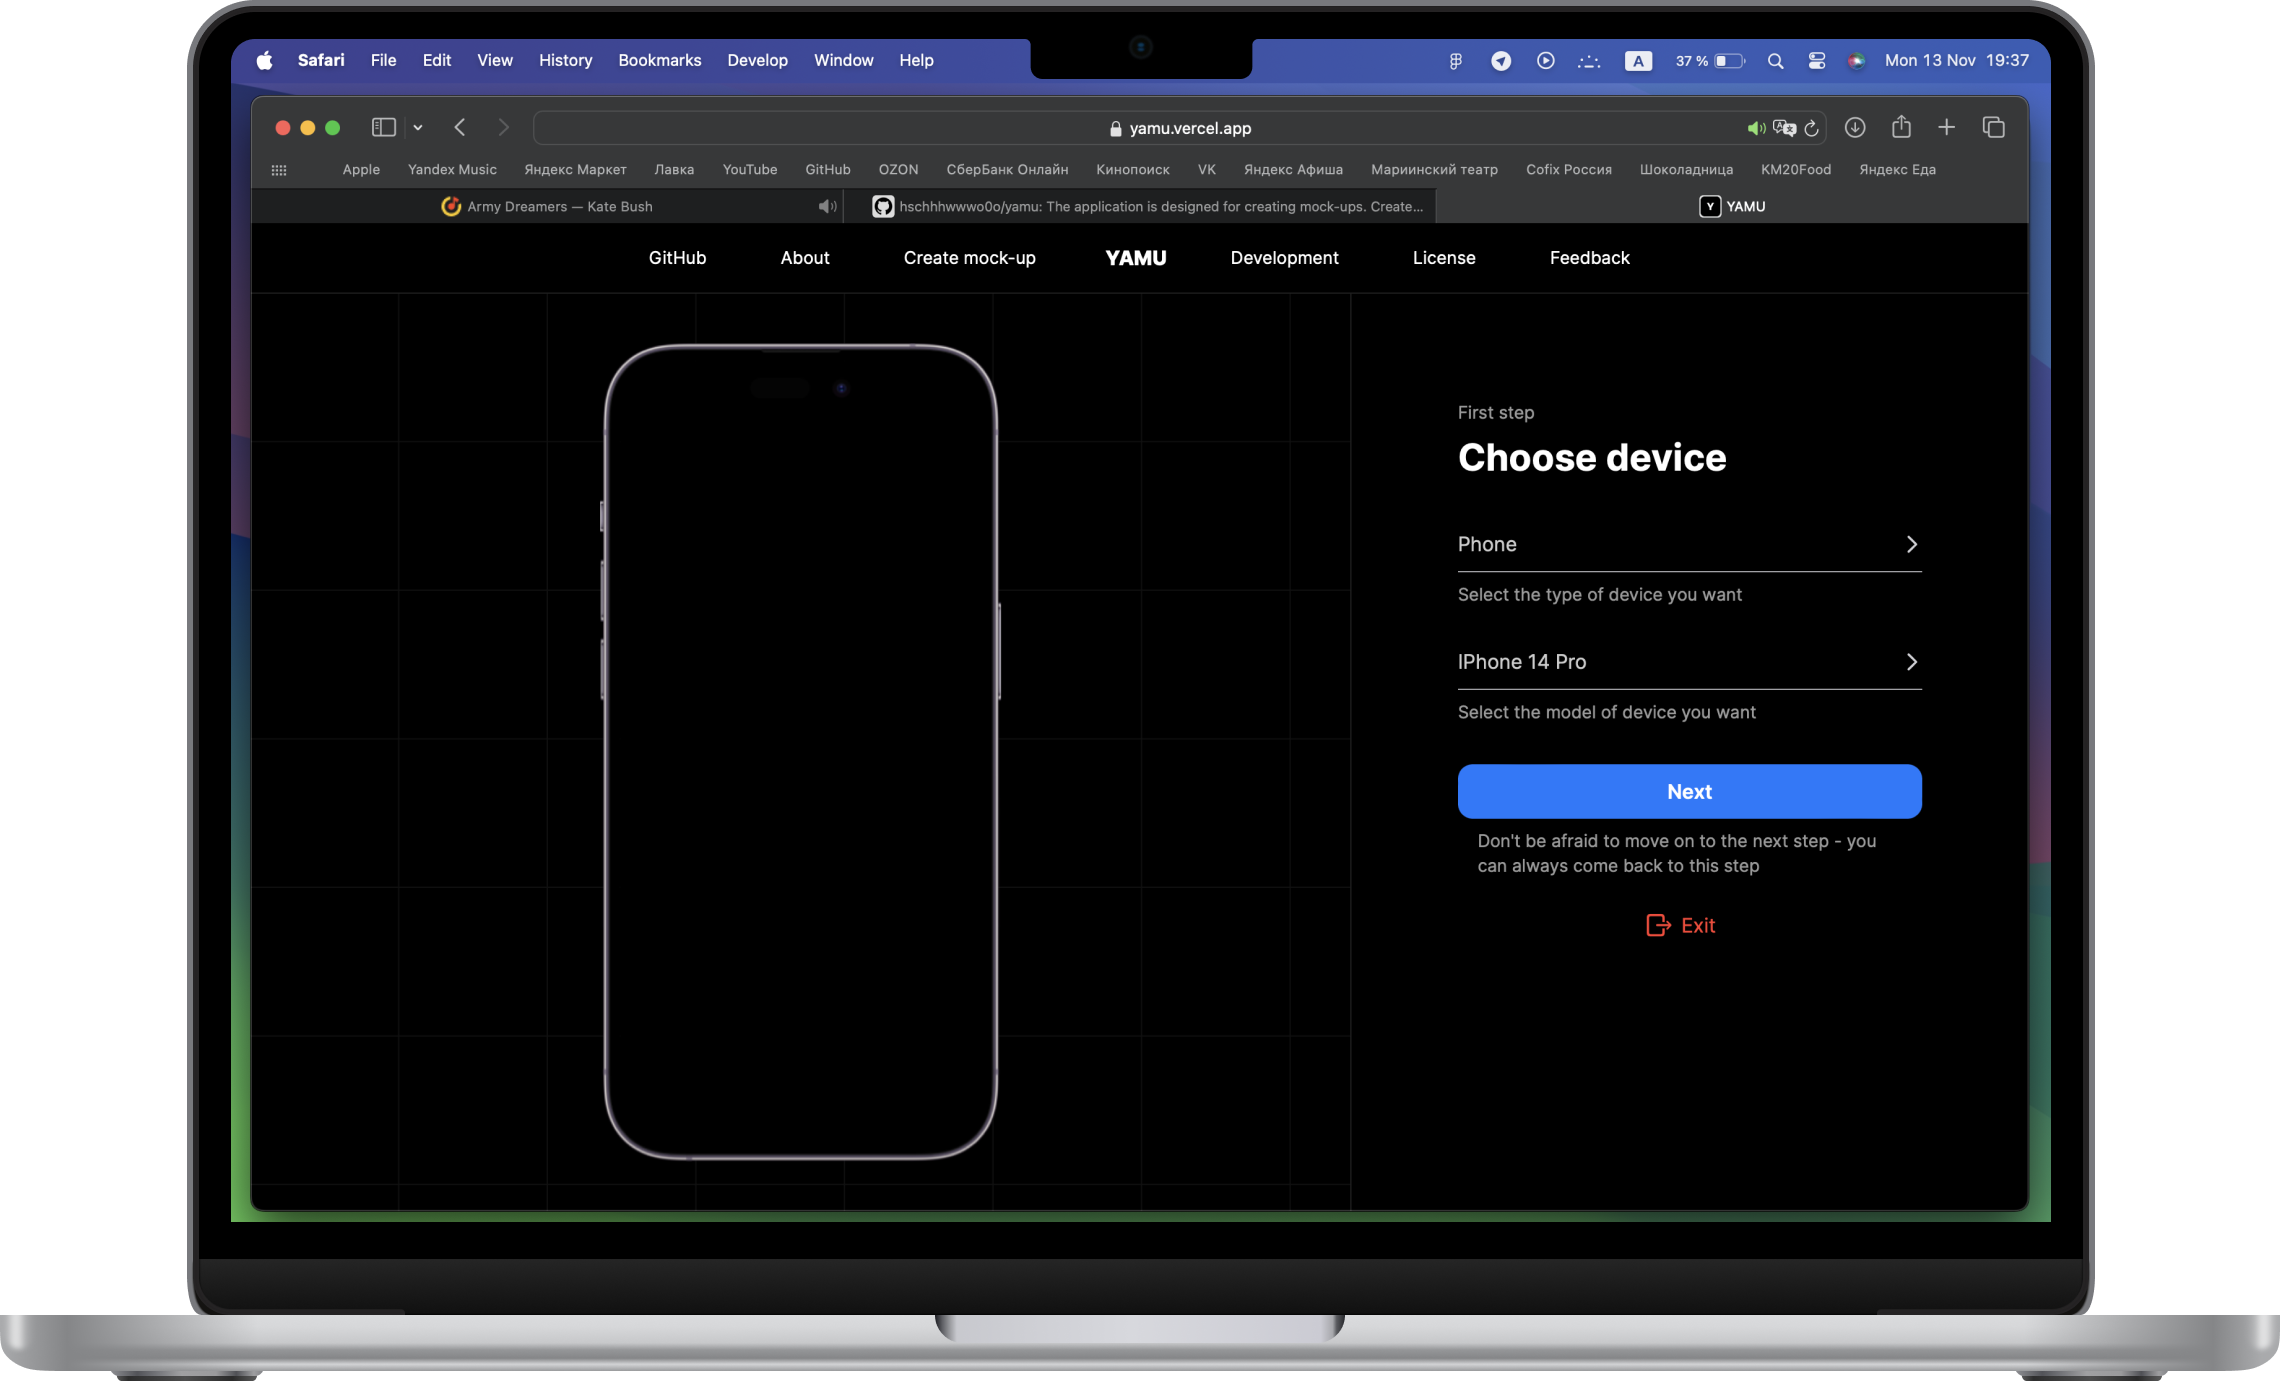 Safari File Edit View History Bookmarks Develop Window Help A 37 % Mon 13 Nov 19:37
yamu.vercel.app
Apple Yandex Music Яндекс Маркет Лавка YouTube GitHub OZON СберБанк Онлайн Кинопоиск VK Яндекс Афиша Мариинский театр Cofix Россия Шоколадница KM20Food Яндекс Еда
Army Dreamers — Kate Bush hschhhwwwo0o/yamu: The application is designed for creating mock-ups. Create... Y YAMU
GitHub About Create mock-up YAMU Development License Feedback
First step
Choose device
Phone
Select the type of device you want
IPhone 14 Pro
Select the model of device you want
Next
Don't be afraid to move on to the next step - you
can always come back to this step
Exit